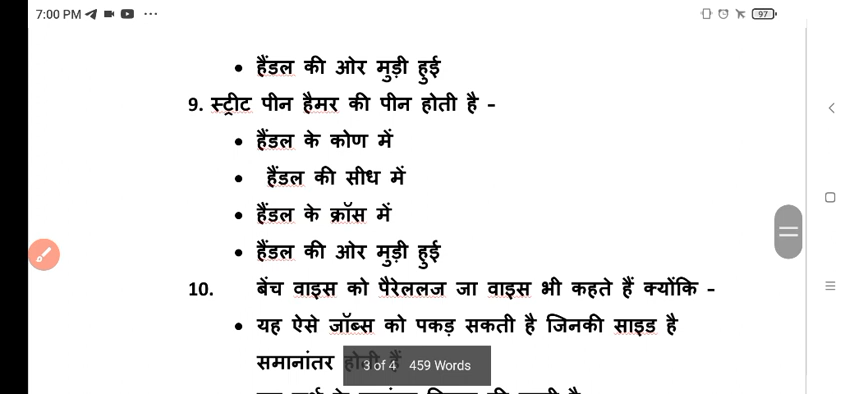 7:00 PM ... 97
• हैंडल की ओर मुड़ी हुई
9. स्ट्रीट पीन हैमर की पीन होती है -
• हैंडल के कोण में
• हैंडल की सीध में
• हैंडल के क्रॉस में
• हैंडल की ओर मुड़ी हुई
10. बेंच वाइस को पैरेललज जा वाइस भी कहते हैं क्योंकि -
• यह ऐसे जॉब्स को पकड़ सकती है जिनकी साइड है
समानांतर होती हैं
3 of 4 459 Words